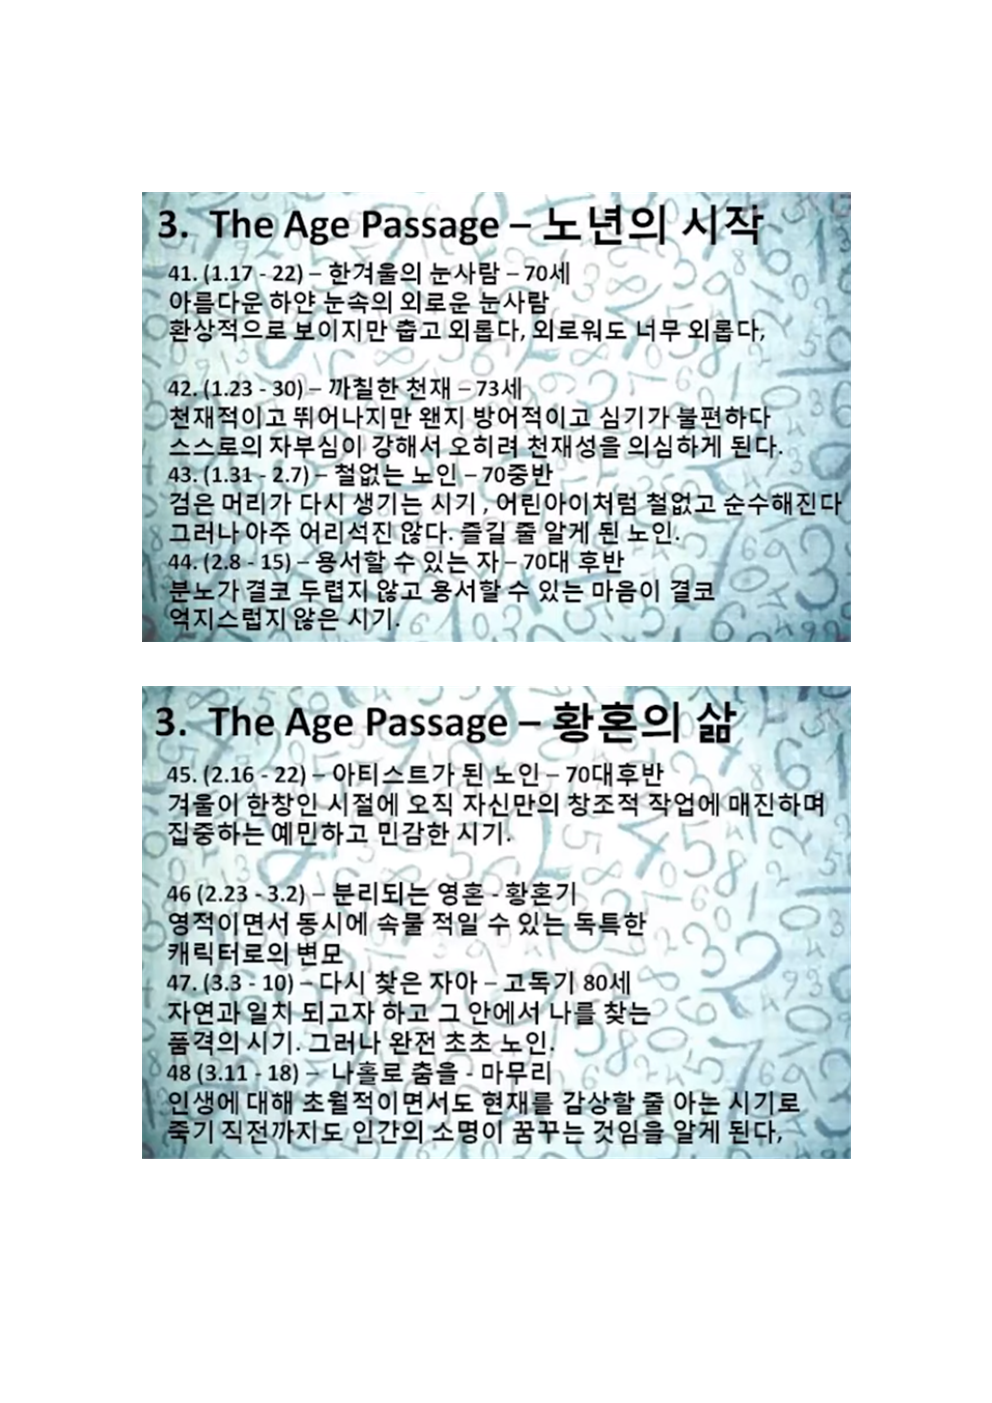 3. The Age Passage – 노년의 시작
41. (1.17 - 22) – 한겨울의 눈사람 – 70세
아름다운 하얀 눈속의 외로운 눈사람
환상적으로 보이지만 춥고 외롭다, 외로워도 너무 외롭다,
42. (1.23 - 30) – 까칠한 천재 – 73세
천재적이고 뛰어나지만 왠지 방어적이고 심기가 불편하다
스스로의 자부심이 강해서 오히려 천재성을 의심하게 된다.
43. (1.31 - 2.7) – 철없는 노인 – 70중반
검은 머리가 다시 생기는 시기 , 어린아이처럼 철없고 순수해진다
그러나 아주 어리석진 않다. 즐길 줄 알게 된 노인.
44. (2.8 - 15) – 용서할 수 있는 자 – 70대 후반
분노가 결코 두렵지 않고 용서할 수 있는 마음이 결코
억지스럽지 않은 시기.
3. The Age Passage – 황혼의 삶
45. (2.16 - 22) – 아티스트가 된 노인 – 70대후반
겨울이 한창인 시절에 오직 자신만의 창조적 작업에 매진하며
집중하는 예민하고 민감한 시기.
46 (2.23 - 3.2) – 분리되는 영혼 - 황혼기
영적이면서 동시에 속물 적일 수 있는 독특한
캐릭터로의 변모
47. (3.3 - 10) – 다시 찾은 자아 – 고독기 80세
자연과 일치 되고자 하고 그 안에서 나를 찾는
품격의 시기. 그러나 완전 초초 노인.
48 (3.11 - 18) – 나홀로 춤을 - 마무리
인생에 대해 초월적이면서도 현재를 감상할 줄 아는 시기로
죽기 직전까지도 인간의 소명이 꿈꾸는 것임을 알게 된다,